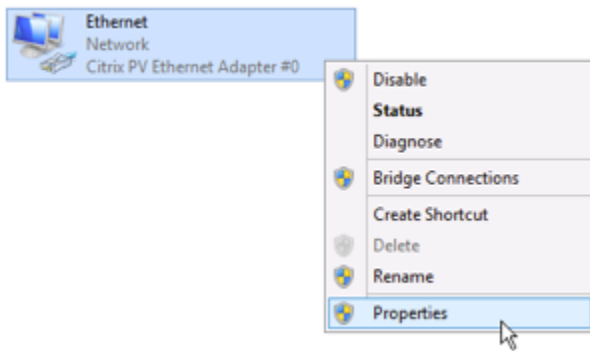 Ethernet
Network
Citrix PV Ethernet Adapter #0
Disable
Status
Diagnose
Bridge Connections
Create Shortcut
Delete
Rename
Properties